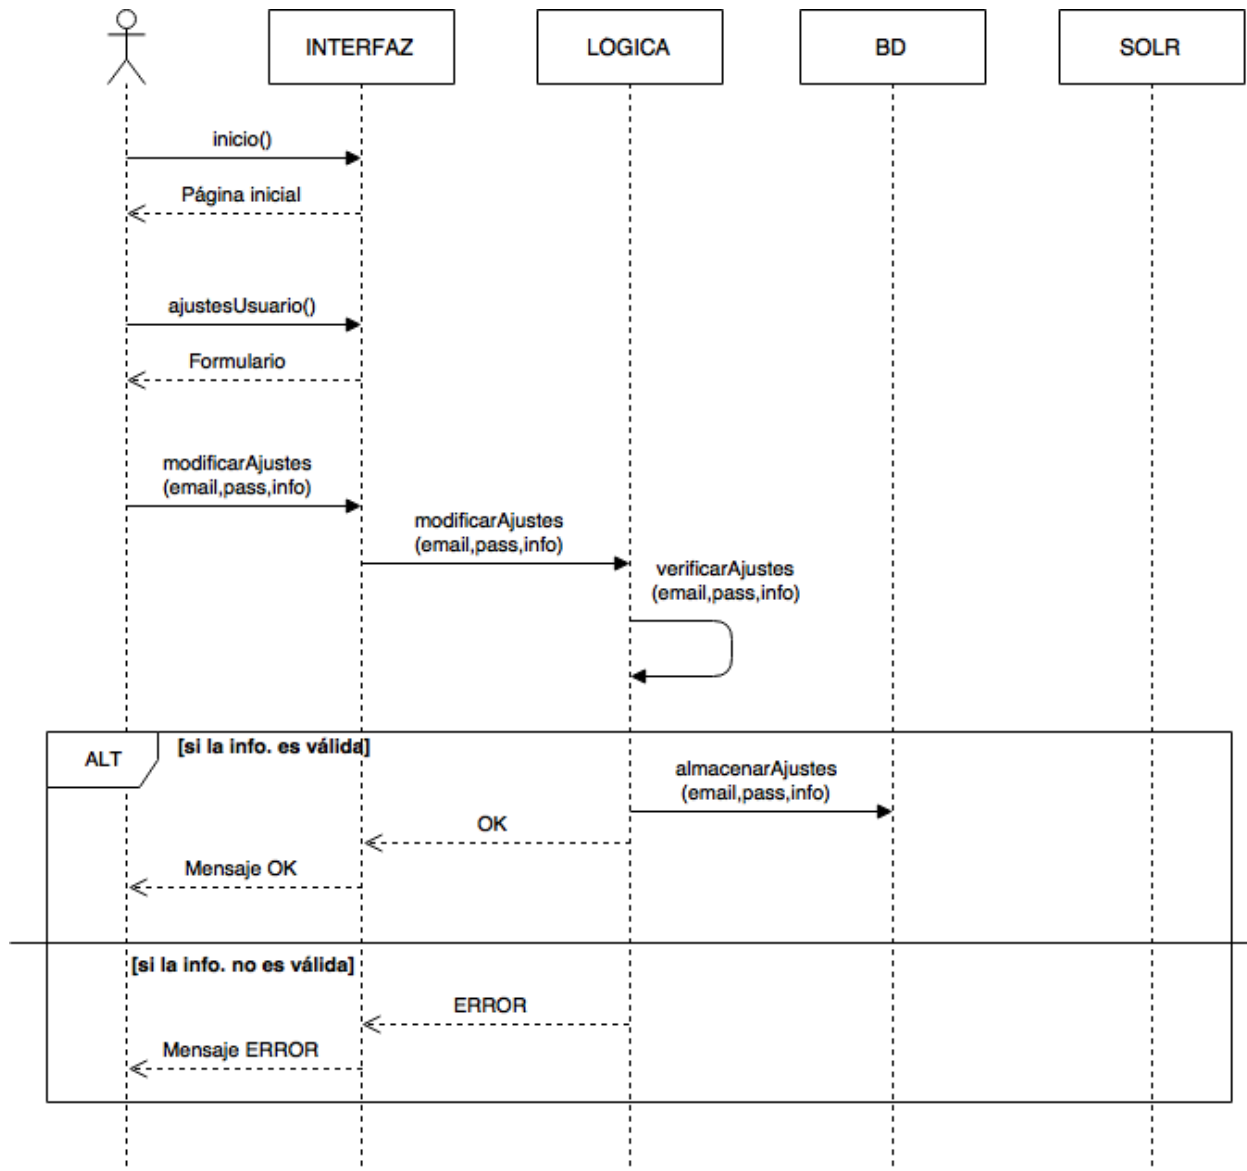 INTERFAZ
LOGICA
BD
SOLR
inicio()
Página inicial
ajustesUsuario()
Formulario
modificarAjustes
(email,pass,info)
modificarAjustes
(email,pass,info)
verificarAjustes
(email,pass,info)
ALT
[si la info. es válida]
almacenarAjustes
(email,pass,info)
OK
Mensaje OK
[si la info. no es válida]
ERROR
Mensaje ERROR